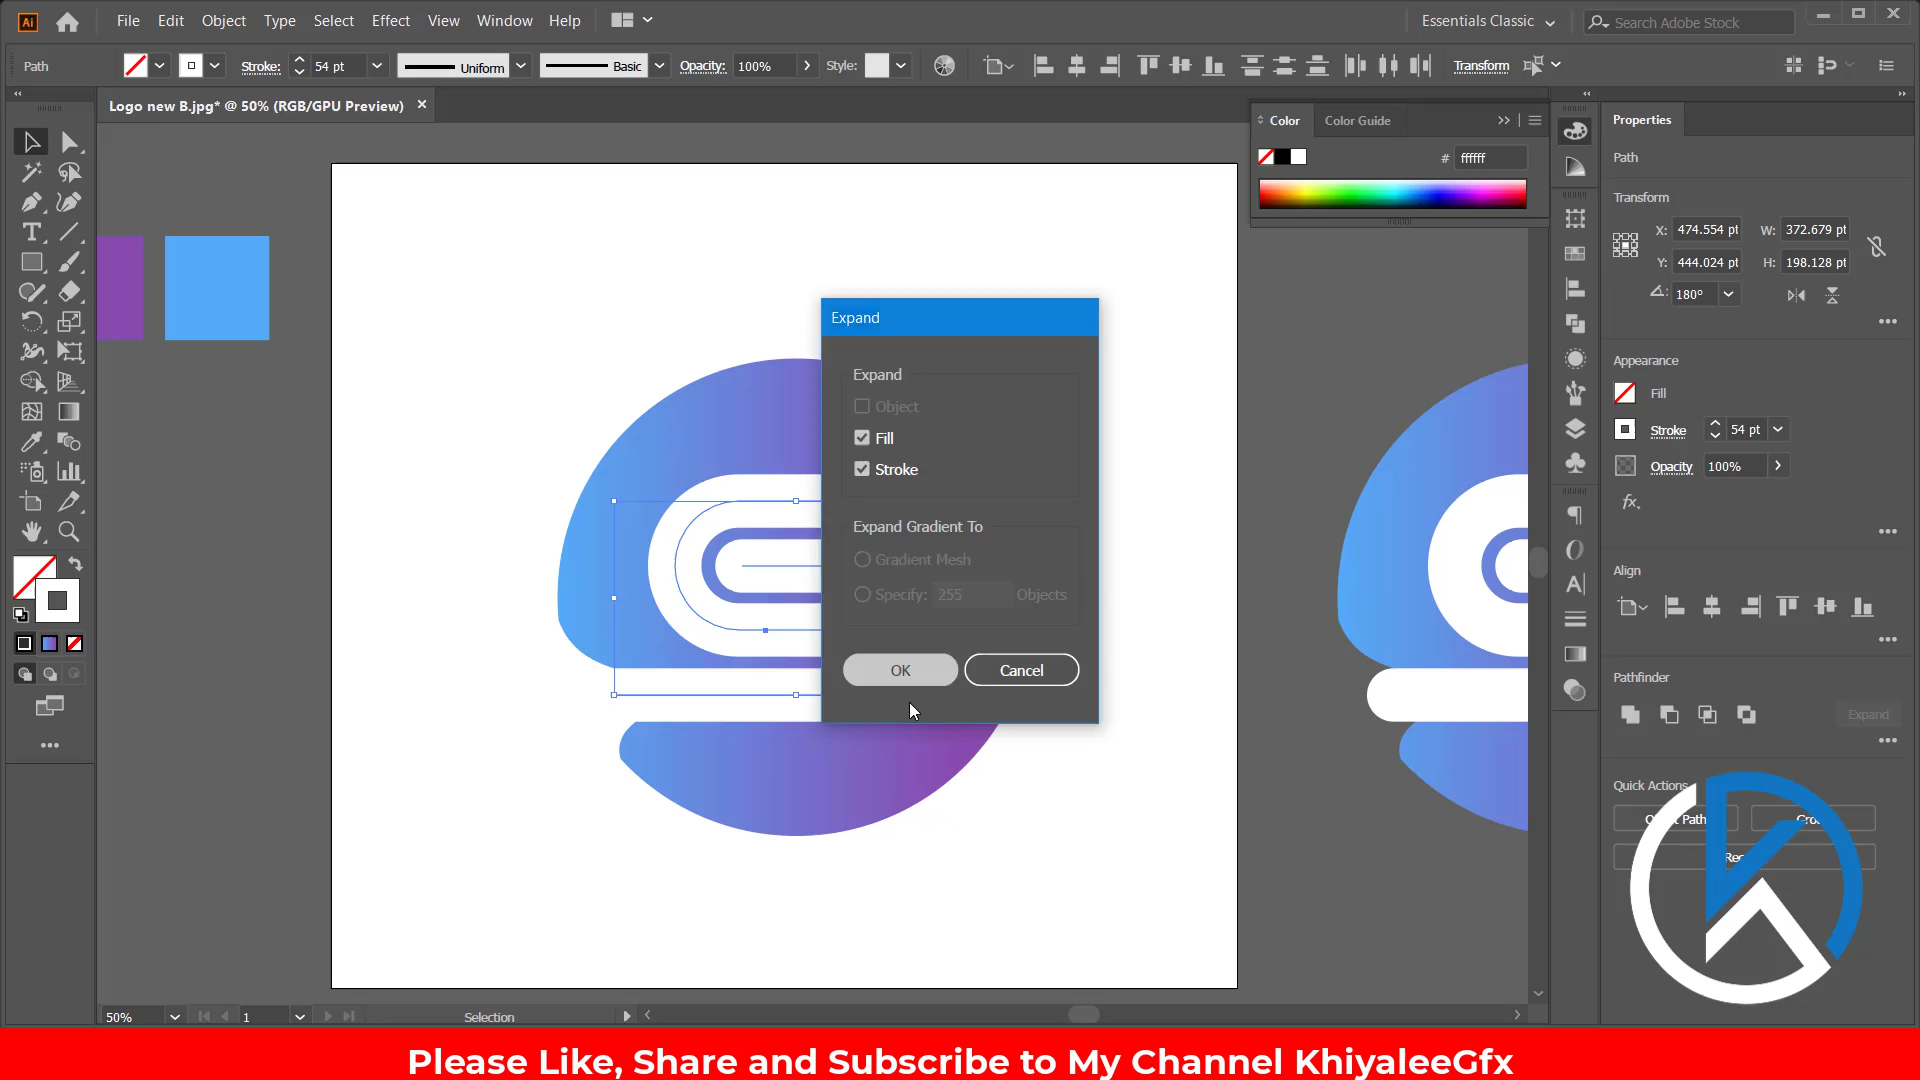 Ai File Edit Object Type Select Effect View Window Help Essentials Classic Search Adobe Stock
Path Stroke: 54 pt Uniform Basic Opacity: 100% Style: Transform
Logo new B.jpg* @ 50% (RGB/GPU Preview)
Color Color Guide
# ffffff
Properties
Path
Transform
X: 474.554 pt W: 372.679 pt
Y: 444.024 pt H: 198.128 pt
180°
Appearance
Fill
Stroke 54 pt
Opacity 100%
fx.
Align
Pathfinder
Expand
Quick Actions
Expand
Expand
Object
Fill
Stroke
Expand Gradient To
Gradient Mesh
Specify: 255 Objects
OK Cancel
50% 1 Selection
Please Like, Share and Subscribe to My Channel KhiyaleeGfx